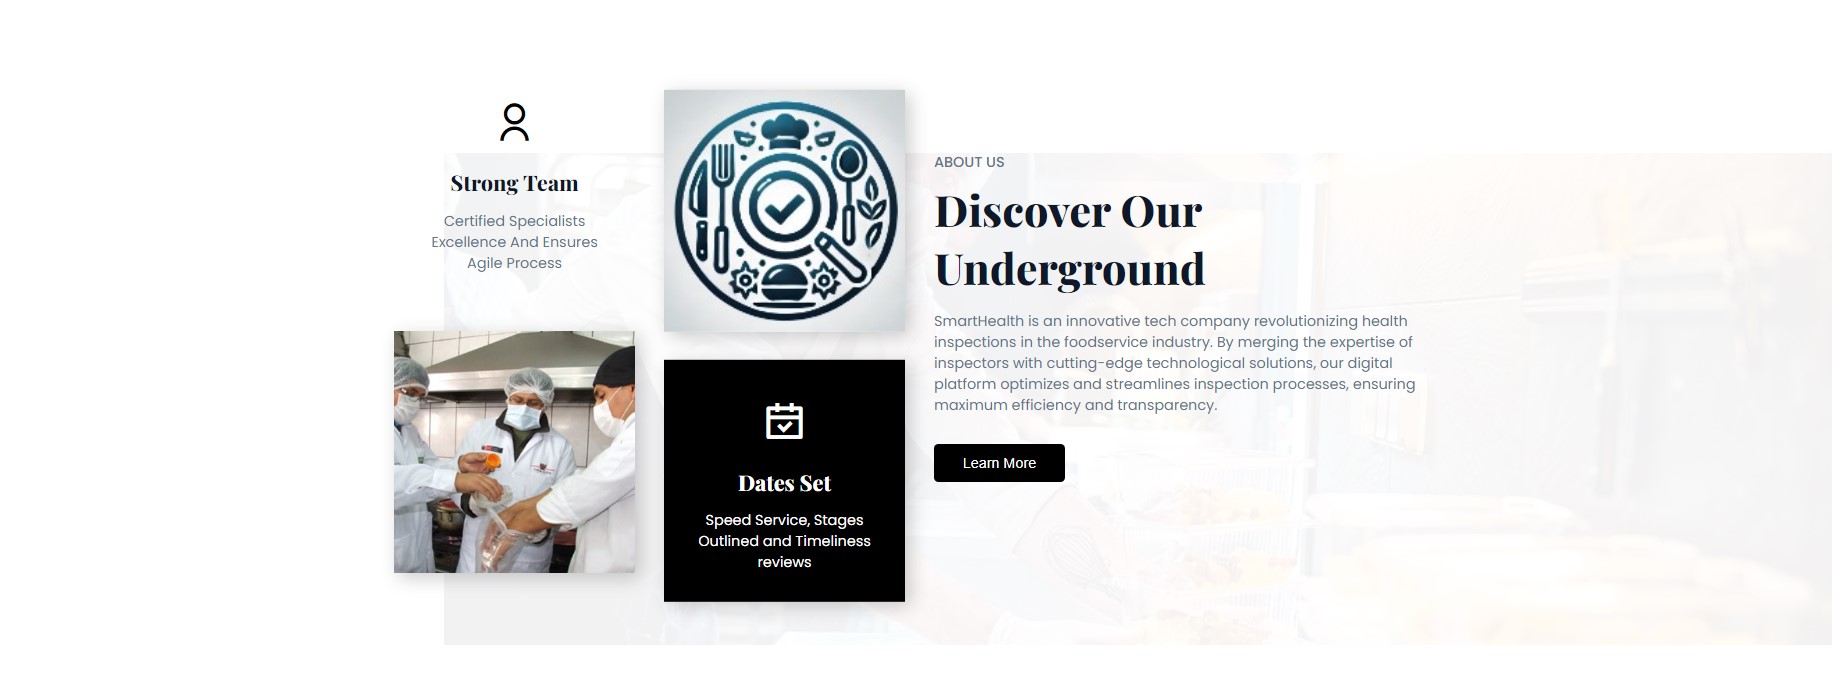 Strong Team
Certified Specialists
Excellence And Ensures
Agile Process
Dates Set
Speed Service, Stages
Outlined and Timeliness
reviews
ABOUT US
Discover Our
Underground
SmartHealth is an innovative tech company revolutionizing health
inspections in the foodservice industry. By merging the expertise of
inspectors with cutting-edge technological solutions, our digital
platform optimizes and streamlines inspection processes, ensuring
maximum efficiency and transparency.
Learn More